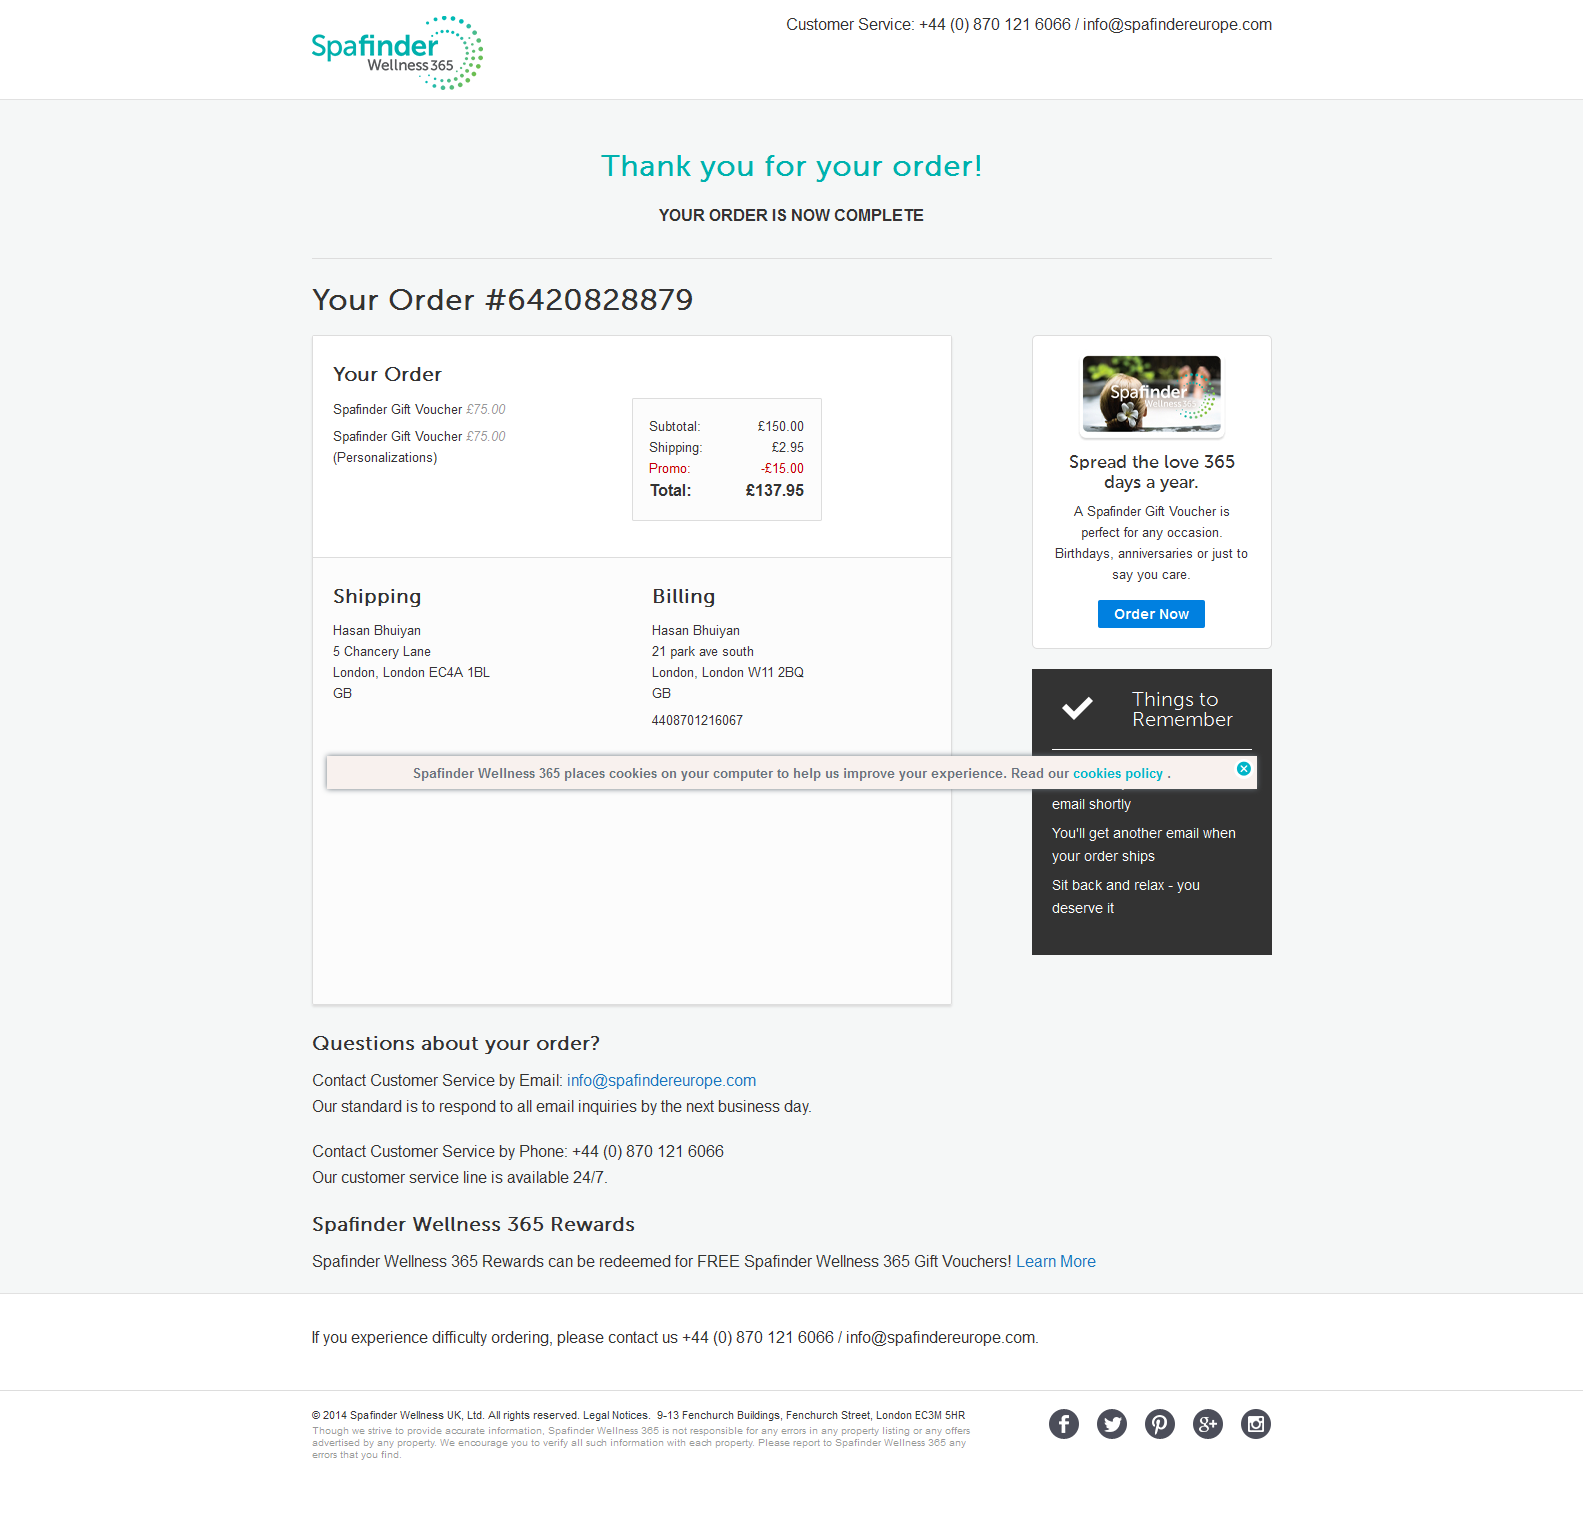 Spafinder
Wellness 365
Customer Service: +44 (0) 870 121 6066 / info@spafindereurope.com
Thank you for your order!
YOUR ORDER IS NOW COMPLETE
Your Order #6420828879
Your Order
Spafinder Gift Voucher £75.00
Spafinder Gift Voucher £75.00
(Personalizations)
Subtotal: £150.00
Shipping: £2.95
Promo: -£15.00
Total: £137.95
Shipping
Hasan Bhuiyan
5 Chancery Lane
London, London EC4A 1BL
GB
Billing
Hasan Bhuiyan
21 park ave south
London, London W11 2BQ
GB
4408701216067
Spafinder
Wellness 365
Spread the love 365
days a year.
A Spafinder Gift Voucher is
perfect for any occasion.
Birthdays, anniversaries or just to
say you care.
Order Now
Things to
Remember
Spafinder Wellness 365 places cookies on your computer to help us improve your experience. Read our cookies policy .
email shortly
You'll get another email when
your order ships
Sit back and relax - you
deserve it
Questions about your order?
Contact Customer Service by Email: info@spafindereurope.com
Our standard is to respond to all email inquiries by the next business day.
Contact Customer Service by Phone: +44 (0) 870 121 6066
Our customer service line is available 24/7.
Spafinder Wellness 365 Rewards
Spafinder Wellness 365 Rewards can be redeemed for FREE Spafinder Wellness 365 Gift Vouchers! Learn More
If you experience difficulty ordering, please contact us +44 (0) 870 121 6066 / info@spafindereurope.com.
© 2014 Spafinder Wellness UK, Ltd. All rights reserved. Legal Notices. 9-13 Fenchurch Buildings, Fenchurch Street, London EC3M 5HR
Though we strive to provide accurate information, Spafinder Wellness 365 is not responsible for any errors in any property listing or any offers
advertised by any property. We encourage you to verify all such information with each property. Please report to Spafinder Wellness 365 any
errors that you find.